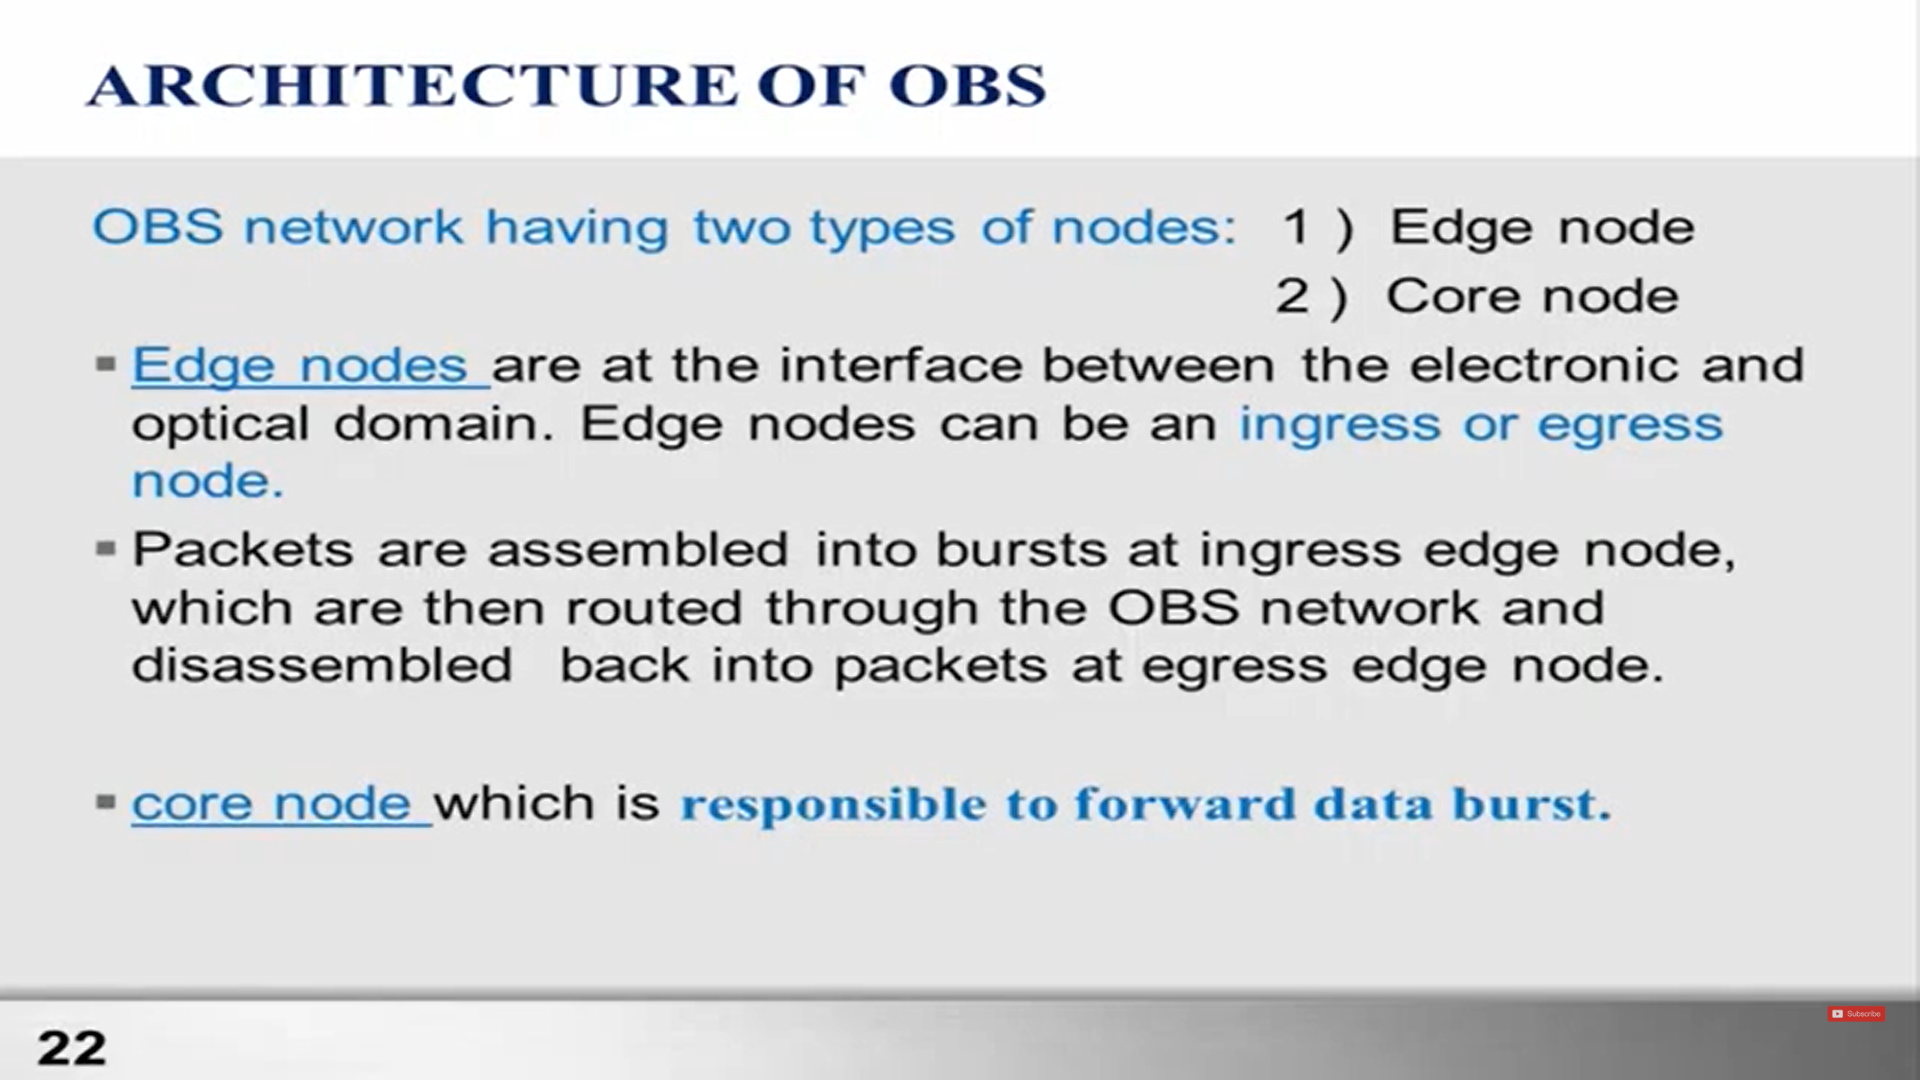 ARCHITECTURE OF OBS
OBS network having two types of nodes: 1 ) Edge node
2 ) Core node
▪ Edge nodes are at the interface between the electronic and
optical domain. Edge nodes can be an ingress or egress
node.
▪ Packets are assembled into bursts at ingress edge node,
which are then routed through the OBS network and
disassembled back into packets at egress edge node.
▪ core node which is responsible to forward data burst.
Subscribe
22